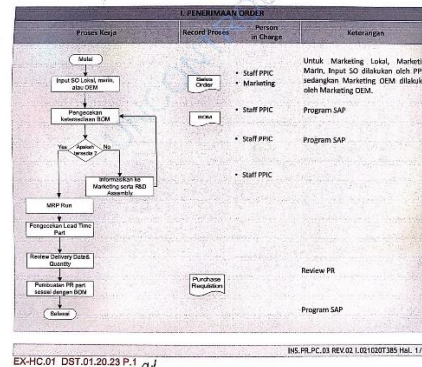 I. PENERIMAAN ORDER
Proses Kerja
Record Proses
Person
in Charge
Keterangan
Mulai
Input SO Lokal, marin,
atau OEM
Sales
Order
• Staff PPIC
• Marketing
Untuk Marketing Lokal, Marketi
Marin, Input SO dilakukan oleh PP
sedangkan Marketing OEM dilakuk
oleh Marketing OEM.
Pengecekan
ketersediaan BOM
BOM
• Staff PPIC
Program SAP
Apakah
tersedia ?
Yes
No
• Staff PPIC
Program SAP
Informasikan ke
Marketing serta R&D
Assembly
• Staff PPIC
MRP Run
Pengecekan Lead Time
Part
Review Delivery Date&
Quantity
Review PR
Pembuatan PR part
sesuai dengan BOM
Purchase
Requisition
Selesai
Program SAP
INS.PR.PC.03 REV.02 I.021020T385 Hal. 1/
EX-HC.01 DST.01.20.23 P.1